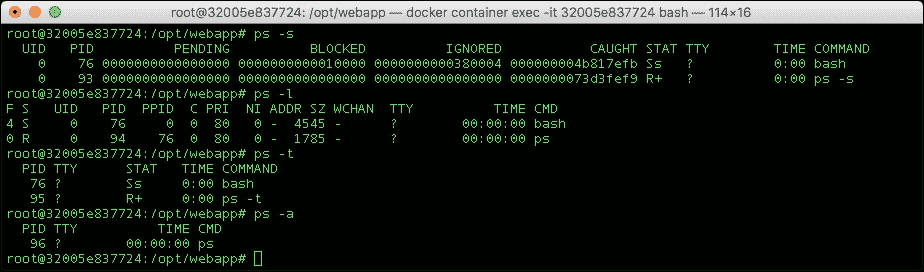 root@32005e837724: /opt/webapp — docker container exec -it 32005e837724 bash — 114×16
root@32005e837724:/opt/webapp# ps -s
  UID   PID          PENDING          BLOCKED          IGNORED           CAUGHT STAT TTY        TIME COMMAND
    0    76 0000000000000000 0000000000010000 0000000000380004 000000004b817efb Ss   ?          0:00 bash
    0    93 0000000000000000 0000000000000000 0000000000000000 0000000073d3fef9 R+   ?          0:00 ps -s
root@32005e837724:/opt/webapp# ps -l
F S   UID   PID  PPID  C PRI  NI ADDR SZ WCHAN  TTY          TIME CMD
4 S     0    76     0  0  80   0 -  4545 -      ?        00:00:00 bash
0 R     0    94    76  0  80   0 -  1785 -      ?        00:00:00 ps
root@32005e837724:/opt/webapp# ps -t
  PID TTY      STAT   TIME COMMAND
   76 ?        Ss     0:00 bash
   95 ?        R+     0:00 ps -t
root@32005e837724:/opt/webapp# ps -a
  PID TTY          TIME CMD
   96 ?        00:00:00 ps
root@32005e837724:/opt/webapp#